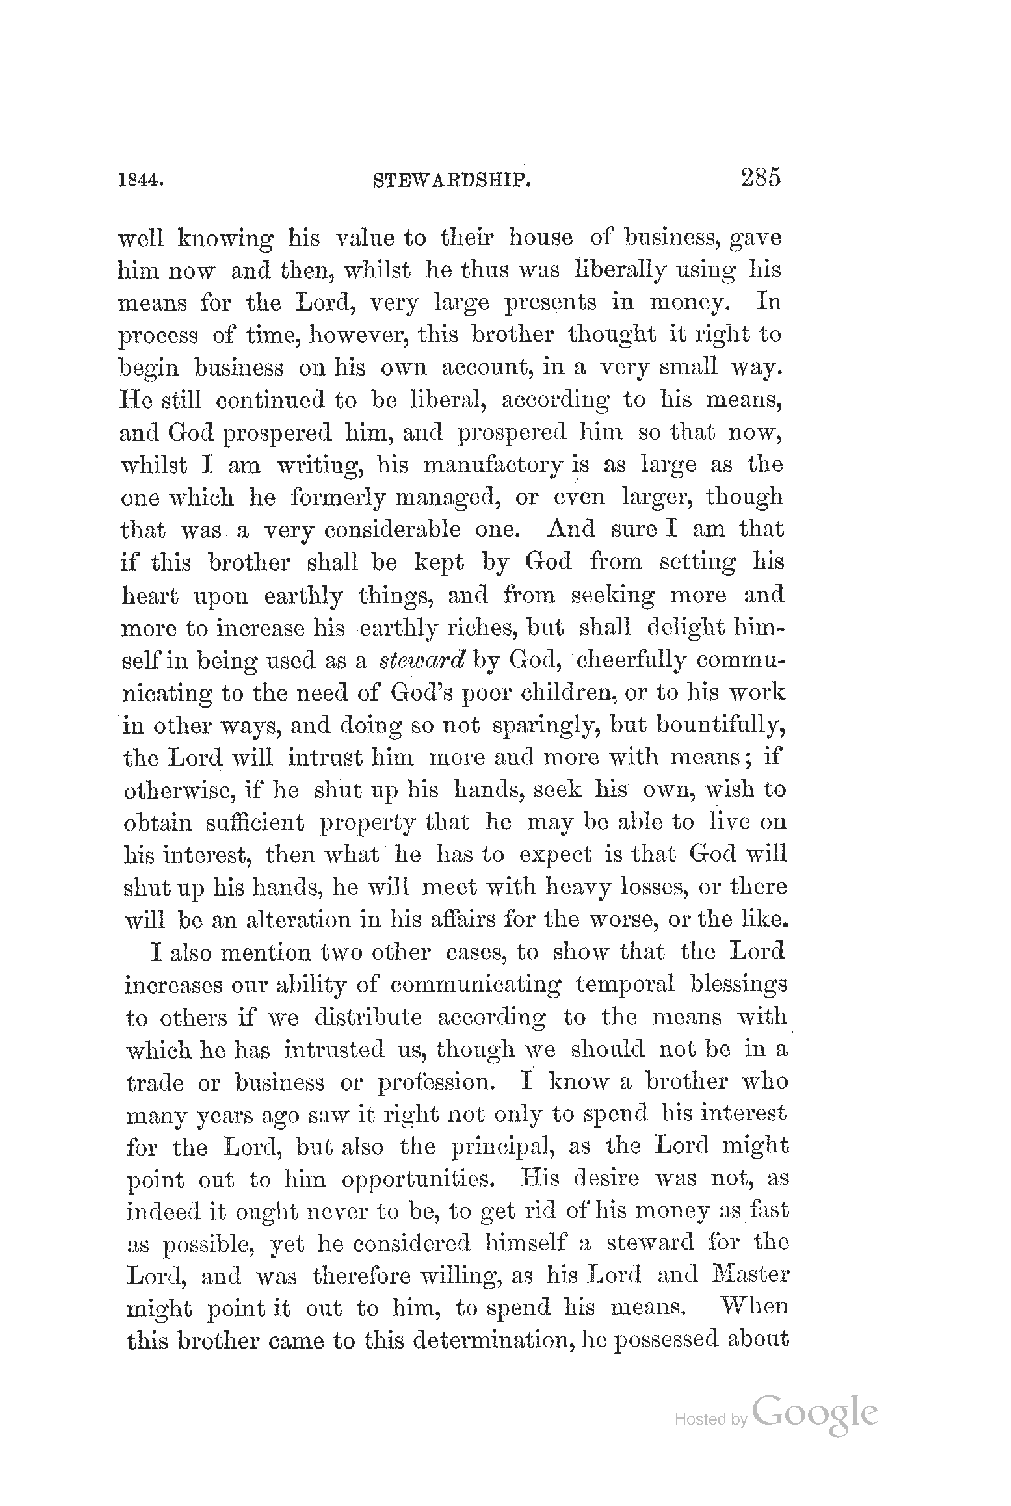 1844. STEWARDSHIP. 285
well knowing his value to their house of business, gave
him now and then, whilst he thus was liberally using his
means for the Lord, very large presents in money. In
process of time, however, this brother thought it right to
begin business on his own account, in a very small way.
He still continued to be liberal, according to his means,
and God prospered him, and prospered him so that now,
whilst I am writing, his manufactory is as large as the
one which he formerly managed, or even larger, though
that was a very considerable one. And sure I am that
if this brother shall be kept by God from setting his
heart upon earthly things, and from seeking more and
more to increase his earthly riches, but shall delight him-
self in being used as a steward by God, cheerfully commu-
nicating to the need of God's poor children, or to his work
in other ways, and doing so not sparingly, but bountifully,
the Lord will intrust him more and more with means; if
otherwise, if he shut up his hands, seek his own, wish to
obtain sufficient property that he may be able to live on
his interest, then what he has to expect is that God will
shut up his hands, he will meet with heavy losses, or there
will be an alteration in his affairs for the worse, or the like.
I also mention two other cases, to show that the Lord
increases our ability of communicating temporal blessings
to others if we distribute according to the means with
which he has intrusted us, though we should not be in a
trade or business or profession. I know a brother who
many years ago saw it right not only to spend his interest
for the Lord, but also the principal, as the Lord might
point out to him opportunities. His desire was not, as
indeed it ought never to be, to get rid of his money as fast
as possible, yet he considered himself a steward for the
Lord, and was therefore willing, as his Lord and Master
might point it out to him, to spend his means. When
this brother came to this determination, he possessed about
Hosted by Google